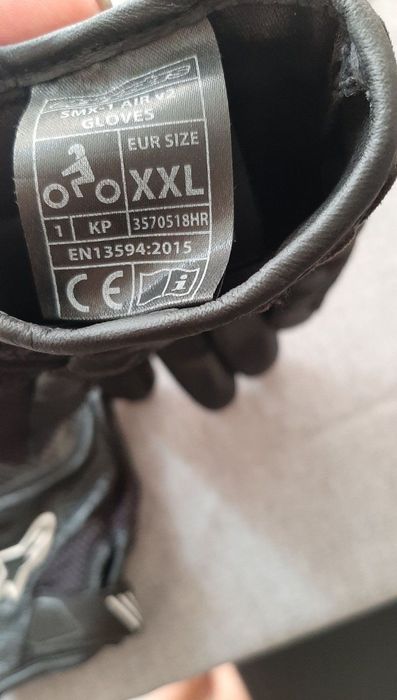 SMX-1 AIR V2
GLOVES
EUR SIZE
XXL
1 KP 3570518HR
EN13594:2015
CE
i